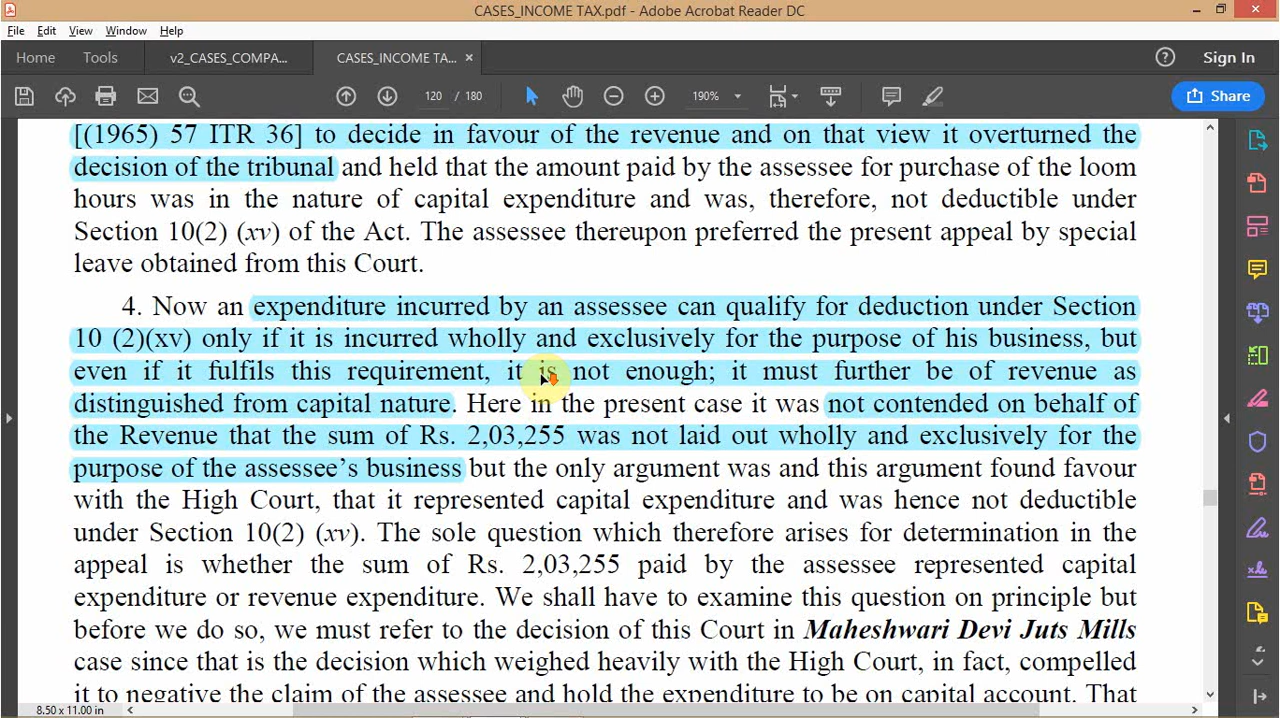 CASES_INCOME TAX.pdf - Adobe Acrobat Reader DC
File Edit View Window Help
Home Tools v2_CASES_COMPA... CASES_INCOME TA... × Sign In
120 / 180 190% Share
[(1965) 57 ITR 36] to decide in favour of the revenue and on that view it overturned the
decision of the tribunal and held that the amount paid by the assessee for purchase of the loom
hours was in the nature of capital expenditure and was, therefore, not deductible under
Section 10(2) (xv) of the Act. The assessee thereupon preferred the present appeal by special
leave obtained from this Court.
4. Now an expenditure incurred by an assessee can qualify for deduction under Section
10 (2)(xv) only if it is incurred wholly and exclusively for the purpose of his business, but
even if it fulfils this requirement, it is not enough; it must further be of revenue as
distinguished from capital nature. Here in the present case it was not contended on behalf of
the Revenue that the sum of Rs. 2,03,255 was not laid out wholly and exclusively for the
purpose of the assessee’s business but the only argument was and this argument found favour
with the High Court, that it represented capital expenditure and was hence not deductible
under Section 10(2) (xv). The sole question which therefore arises for determination in the
appeal is whether the sum of Rs. 2,03,255 paid by the assessee represented capital
expenditure or revenue expenditure. We shall have to examine this question on principle but
before we do so, we must refer to the decision of this Court in Maheshwari Devi Juts Mills
case since that is the decision which weighed heavily with the High Court, in fact, compelled
it to negative the claim of the assessee and hold the expenditure to be on capital account. That
8.50 x 11.00 in